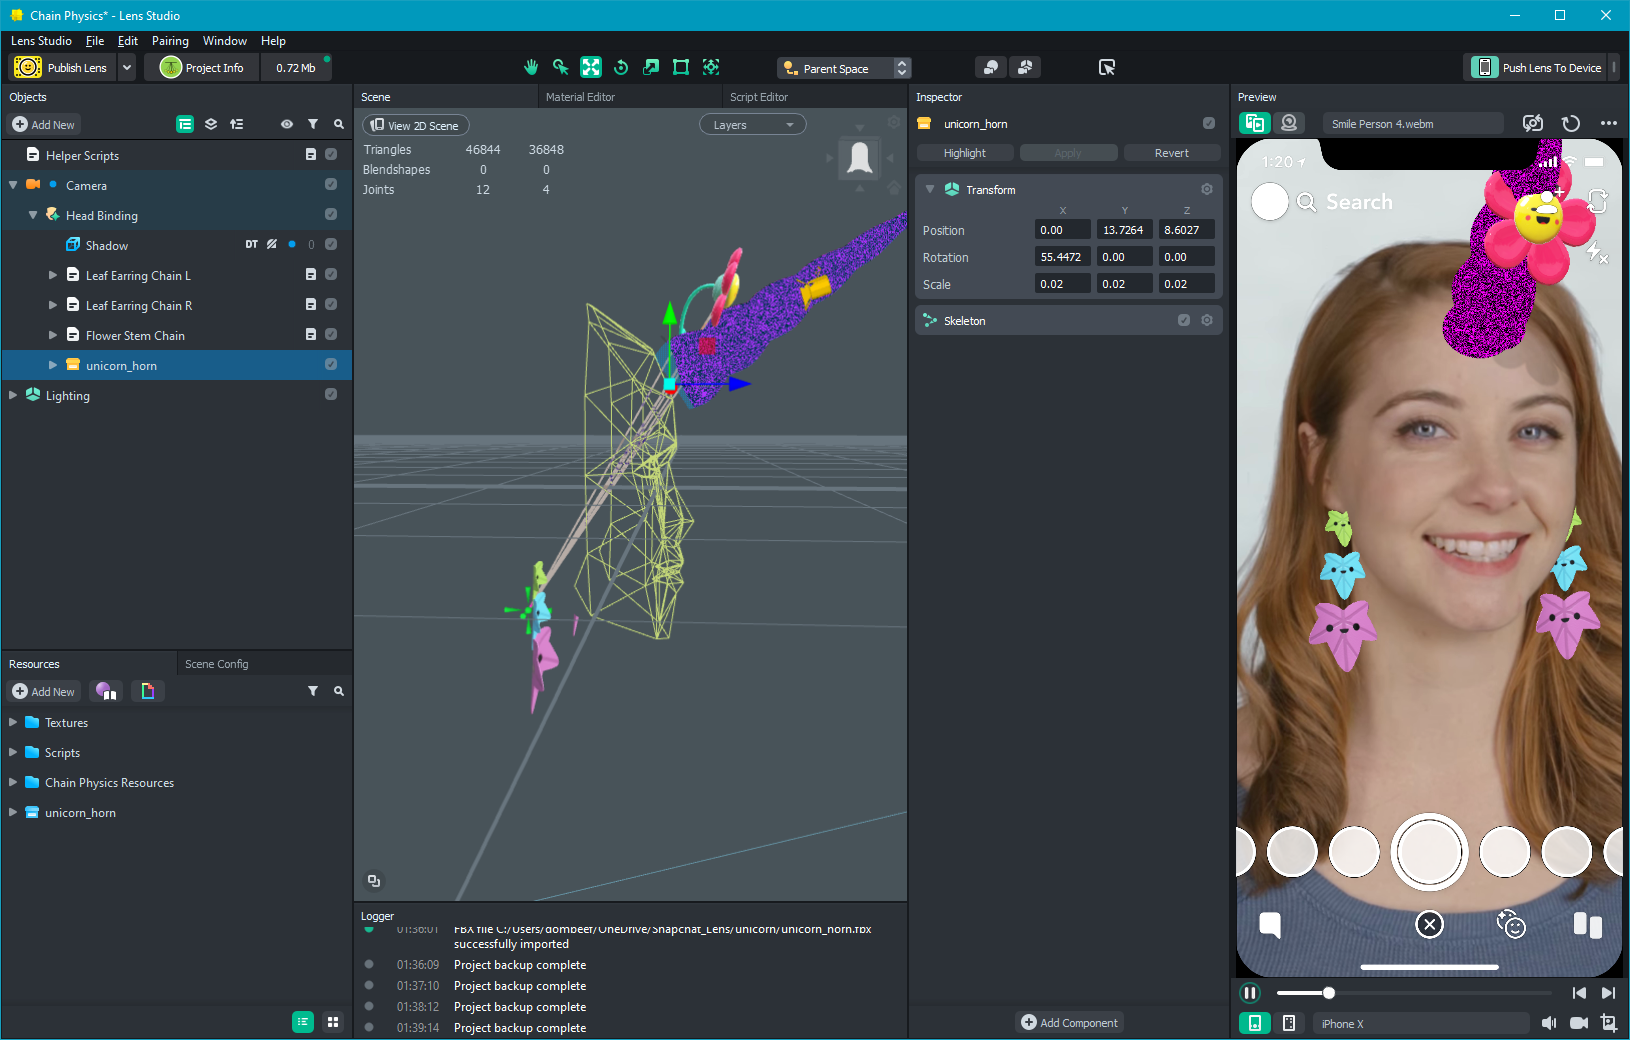 Chain Physics* - Lens Studio
Lens Studio File Edit Pairing Window Help
Publish Lens Project Info 0.72 Mb Parent Space Push Lens To Device
Objects
Add New
Helper Scripts
Camera
Head Binding
Shadow DT 0
Leaf Earring Chain L
Leaf Earring Chain R
Flower Stem Chain
unicorn_horn
Lighting
Resources Scene Config
Add New
Textures
Scripts
Chain Physics Resources
unicorn_horn
Scene Material Editor Script Editor
View 2D Scene Layers
Triangles 46844 36848
Blendshapes 0 0
Joints 12 4
Logger
01:36:01 FBX file C:/Users/dombeef/OneDrive/Snapchat_Lens/unicorn/unicorn_horn.fbx
successfully imported
01:36:09 Project backup complete
01:37:10 Project backup complete
01:38:12 Project backup complete
01:39:14 Project backup complete
Inspector
unicorn_horn
Highlight Apply Revert
Transform
X Y Z
Position 0.00 13.7264 8.6027
Rotation 55.4472 0.00 0.00
Scale 0.02 0.02 0.02
Skeleton
Add Component
Preview
Smile Person 4.webm
1:20
Search
iPhone X